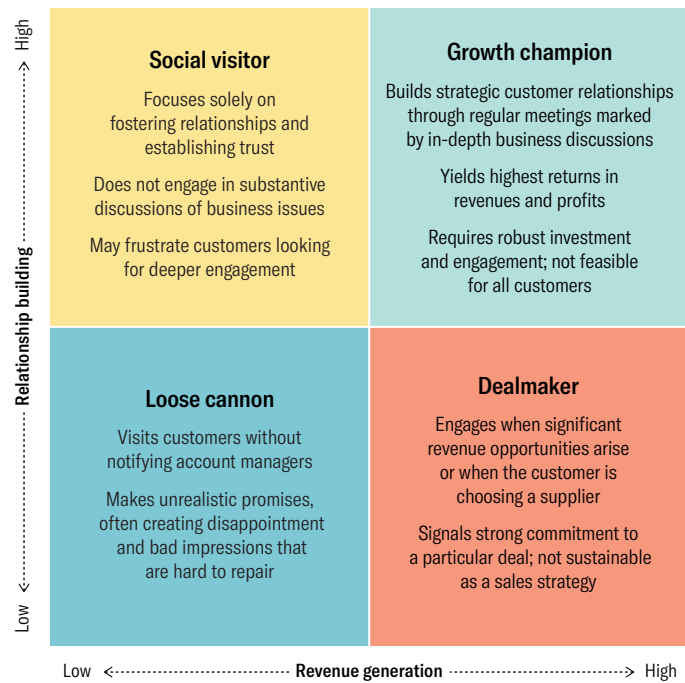 High
Relationship building
Low
Social visitor
Focuses solely on
fostering relationships and
establishing trust
Does not engage in substantive
discussions of business issues
May frustrate customers looking
for deeper engagement
Growth champion
Builds strategic customer relationships
through regular meetings marked
by in-depth business discussions
Yields highest returns in
revenues and profits
Requires robust investment
and engagement; not feasible
for all customers
Loose cannon
Visits customers without
notifying account managers
Makes unrealistic promises,
often creating disappointment
and bad impressions that
are hard to repair
Dealmaker
Engages when significant
revenue opportunities arise
or when the customer is
choosing a supplier
Signals strong commitment to
a particular deal; not sustainable
as a sales strategy
Low
Revenue generation
High